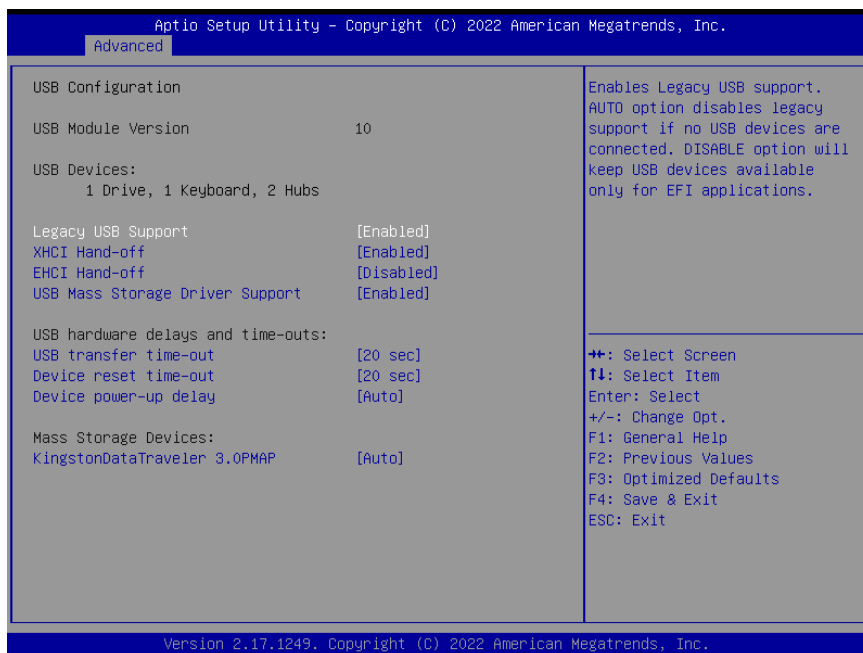 Aptio Setup Utility – Copyright (C) 2022 American Megatrends, Inc.
Advanced
USB Configuration
USB Module Version 10
USB Devices:
1 Drive, 1 Keyboard, 2 Hubs
Legacy USB Support [Enabled]
XHCI Hand-off [Enabled]
EHCI Hand-off [Disabled]
USB Mass Storage Driver Support [Enabled]
USB hardware delays and time-outs:
USB transfer time-out [20 sec]
Device reset time-out [20 sec]
Device power-up delay [Auto]
Mass Storage Devices:
KingstonDataTraveler 3.0PMAP [Auto]
Enables Legacy USB support.
AUTO option disables legacy
support if no USB devices are
connected. DISABLE option will
keep USB devices available
only for EFI applications.
→←: Select Screen
↑↓: Select Item
Enter: Select
+/-: Change Opt.
F1: General Help
F2: Previous Values
F3: Optimized Defaults
F4: Save & Exit
ESC: Exit
Version 2.17.1249. Copyright (C) 2022 American Megatrends, Inc.